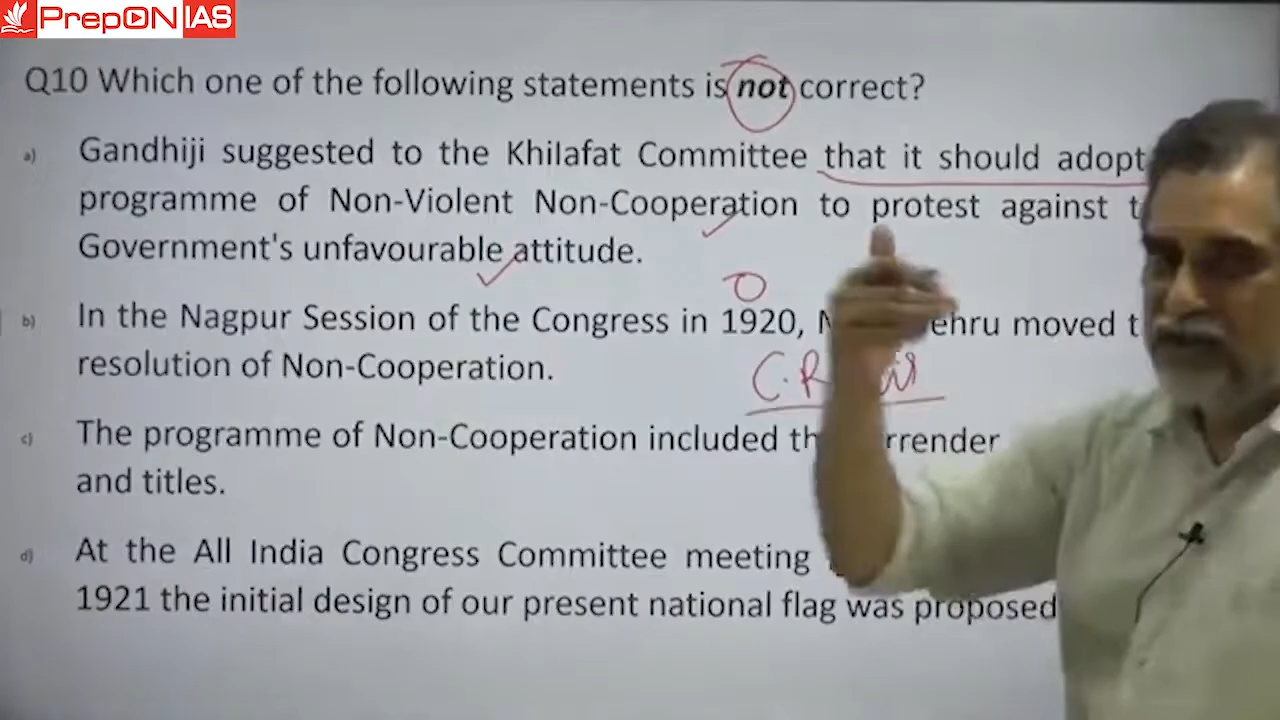 PrepON IAS
Q10 Which one of the following statements is not correct?
a) Gandhiji suggested to the Khilafat Committee that it should adopt
programme of Non-Violent Non-Cooperation to protest against
Government's unfavourable attitude.
b) In the Nagpur Session of the Congress in 1920, moved
resolution of Non-Cooperation.
C.R
c) The programme of Non-Cooperation included
and titles.
d) At the All India Congress Committee meeting
1921 the initial design of our present national flag was proposed